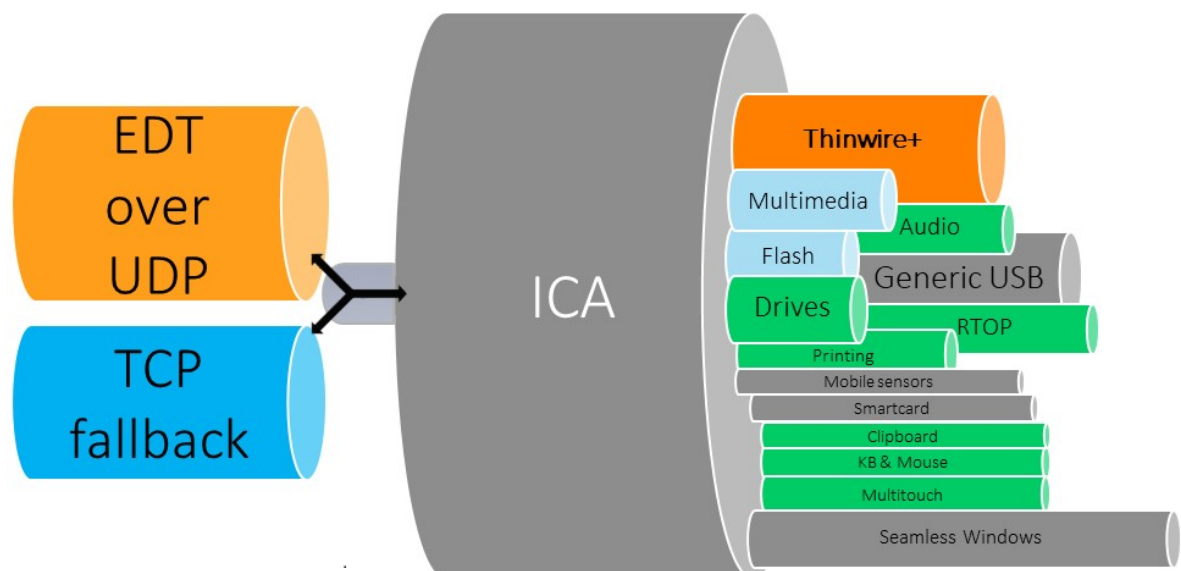 EDT
over
UDP
TCP
fallback
ICA
Thinwire+
Multimedia
Audio
Flash
Generic USB
Drives
RTOP
Printing
Mobile sensors
Smartcard
Clipboard
KB & Mouse
Multitouch
Seamless Windows